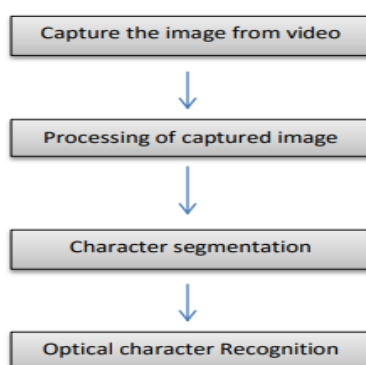 Capture the image from video
Processing of captured image
Character segmentation
Optical character Recognition